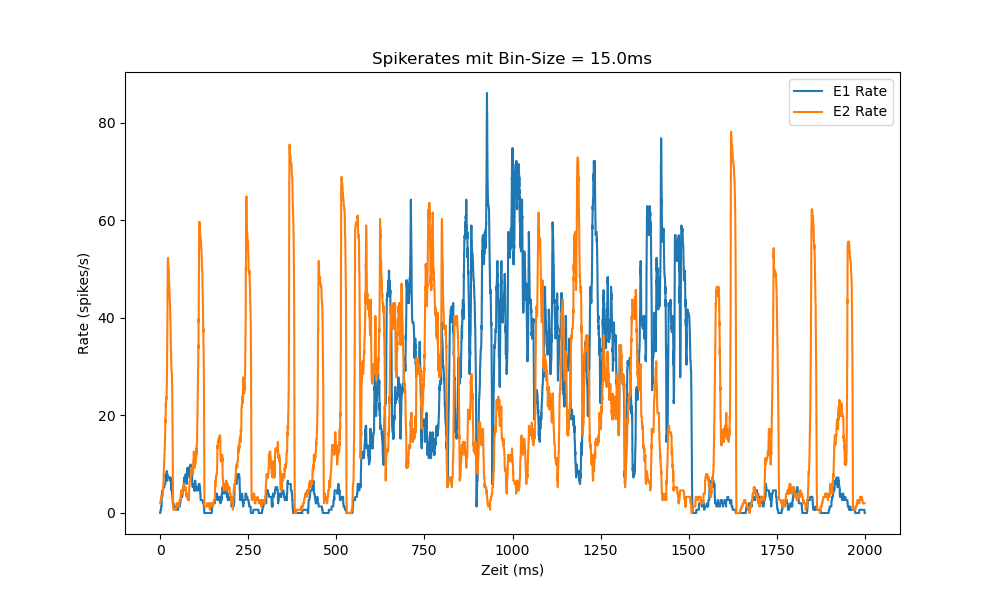 Spikerates mit Bin-Size = 15.0ms
E1 Rate
E2 Rate
Rate (spikes/s)
80
60
40
20
0
0 250 500 750 1000 1250 1500 1750 2000
Zeit (ms)